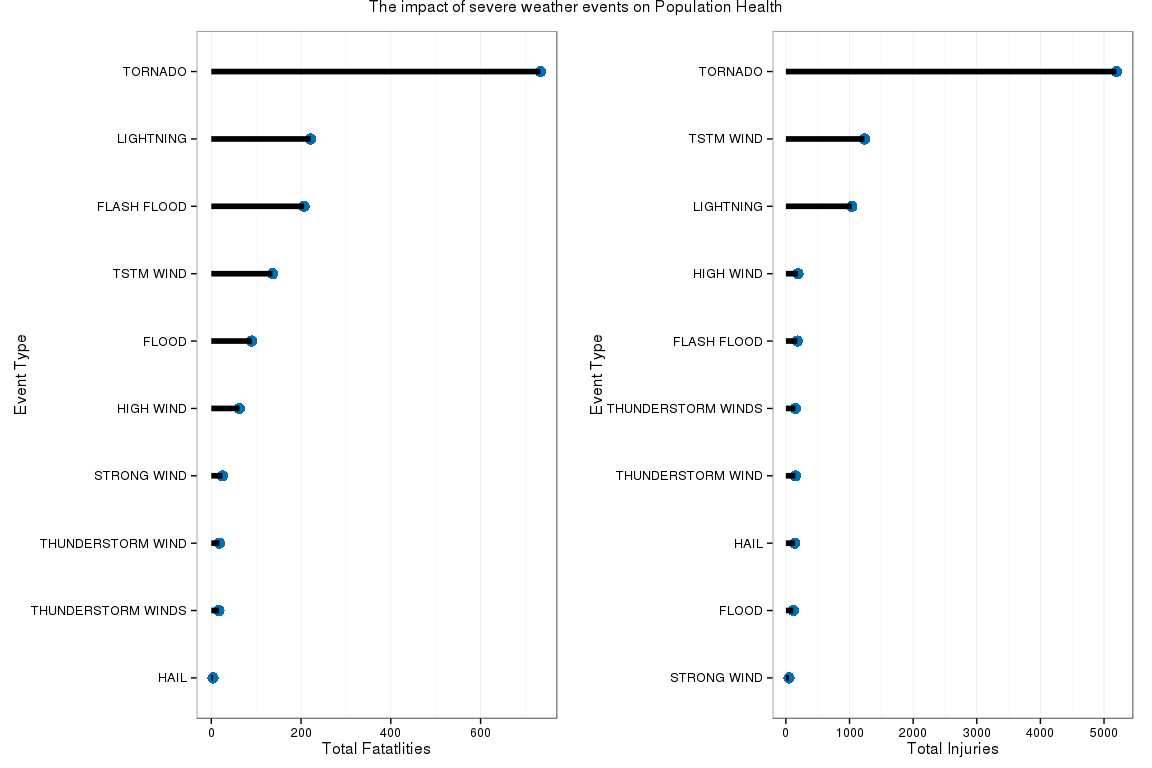 The impact of severe weather events on Population Health
Event Type
TORNADO
LIGHTNING
FLASH FLOOD
TSTM WIND
FLOOD
HIGH WIND
STRONG WIND
THUNDERSTORM WIND
THUNDERSTORM WINDS
HAIL
0 200 400 600
Total Fatatlities
Event Type
TORNADO
TSTM WIND
LIGHTNING
HIGH WIND
FLASH FLOOD
THUNDERSTORM WINDS
THUNDERSTORM WIND
HAIL
FLOOD
STRONG WIND
0 1000 2000 3000 4000 5000
Total Injuries